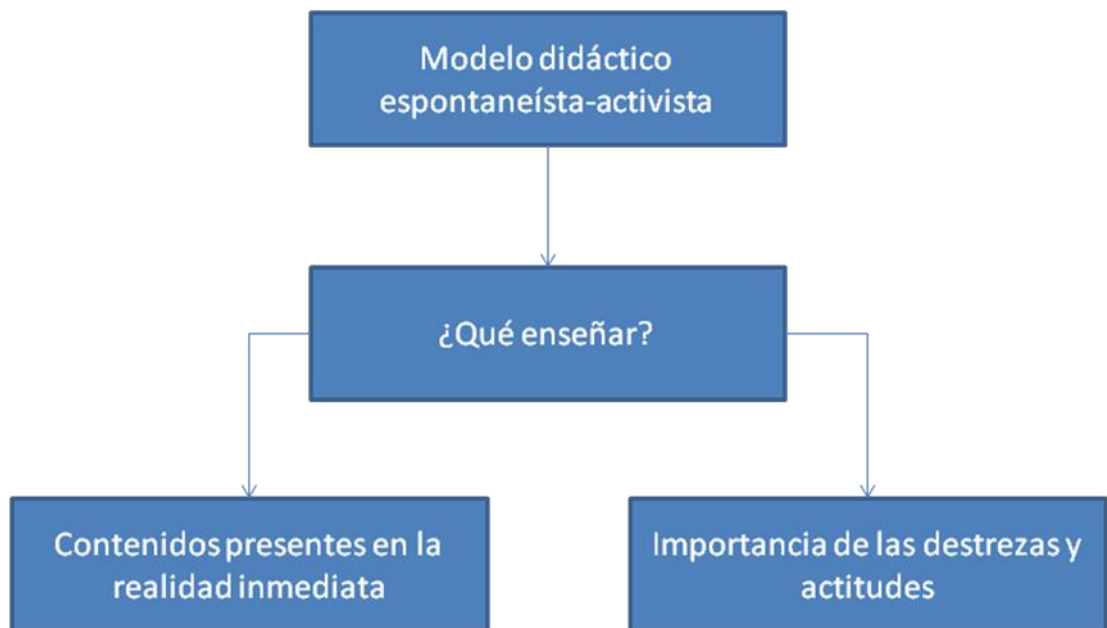 Modelo didáctico
espontaneísta-activista
¿Qué enseñar?
Contenidos presentes en la
realidad inmediata
Importancia de las destrezas y
actitudes